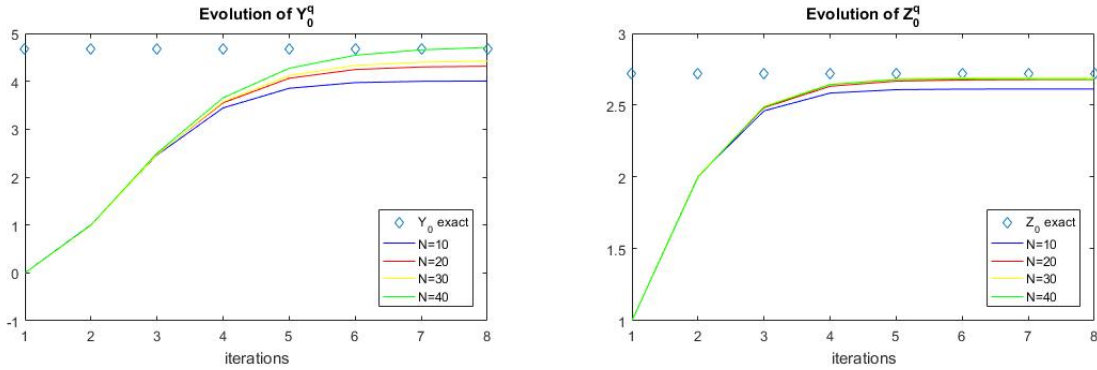 Evolution of Y_0^q
5
4
3
2
1
0
-1
1 2 3 4 5 6 7 8
iterations
Y_0 exact
N=10
N=20
N=30
N=40
Evolution of Z_0^q
3
2.5
2
1.5
1
1 2 3 4 5 6 7 8
iterations
Z_0 exact
N=10
N=20
N=30
N=40